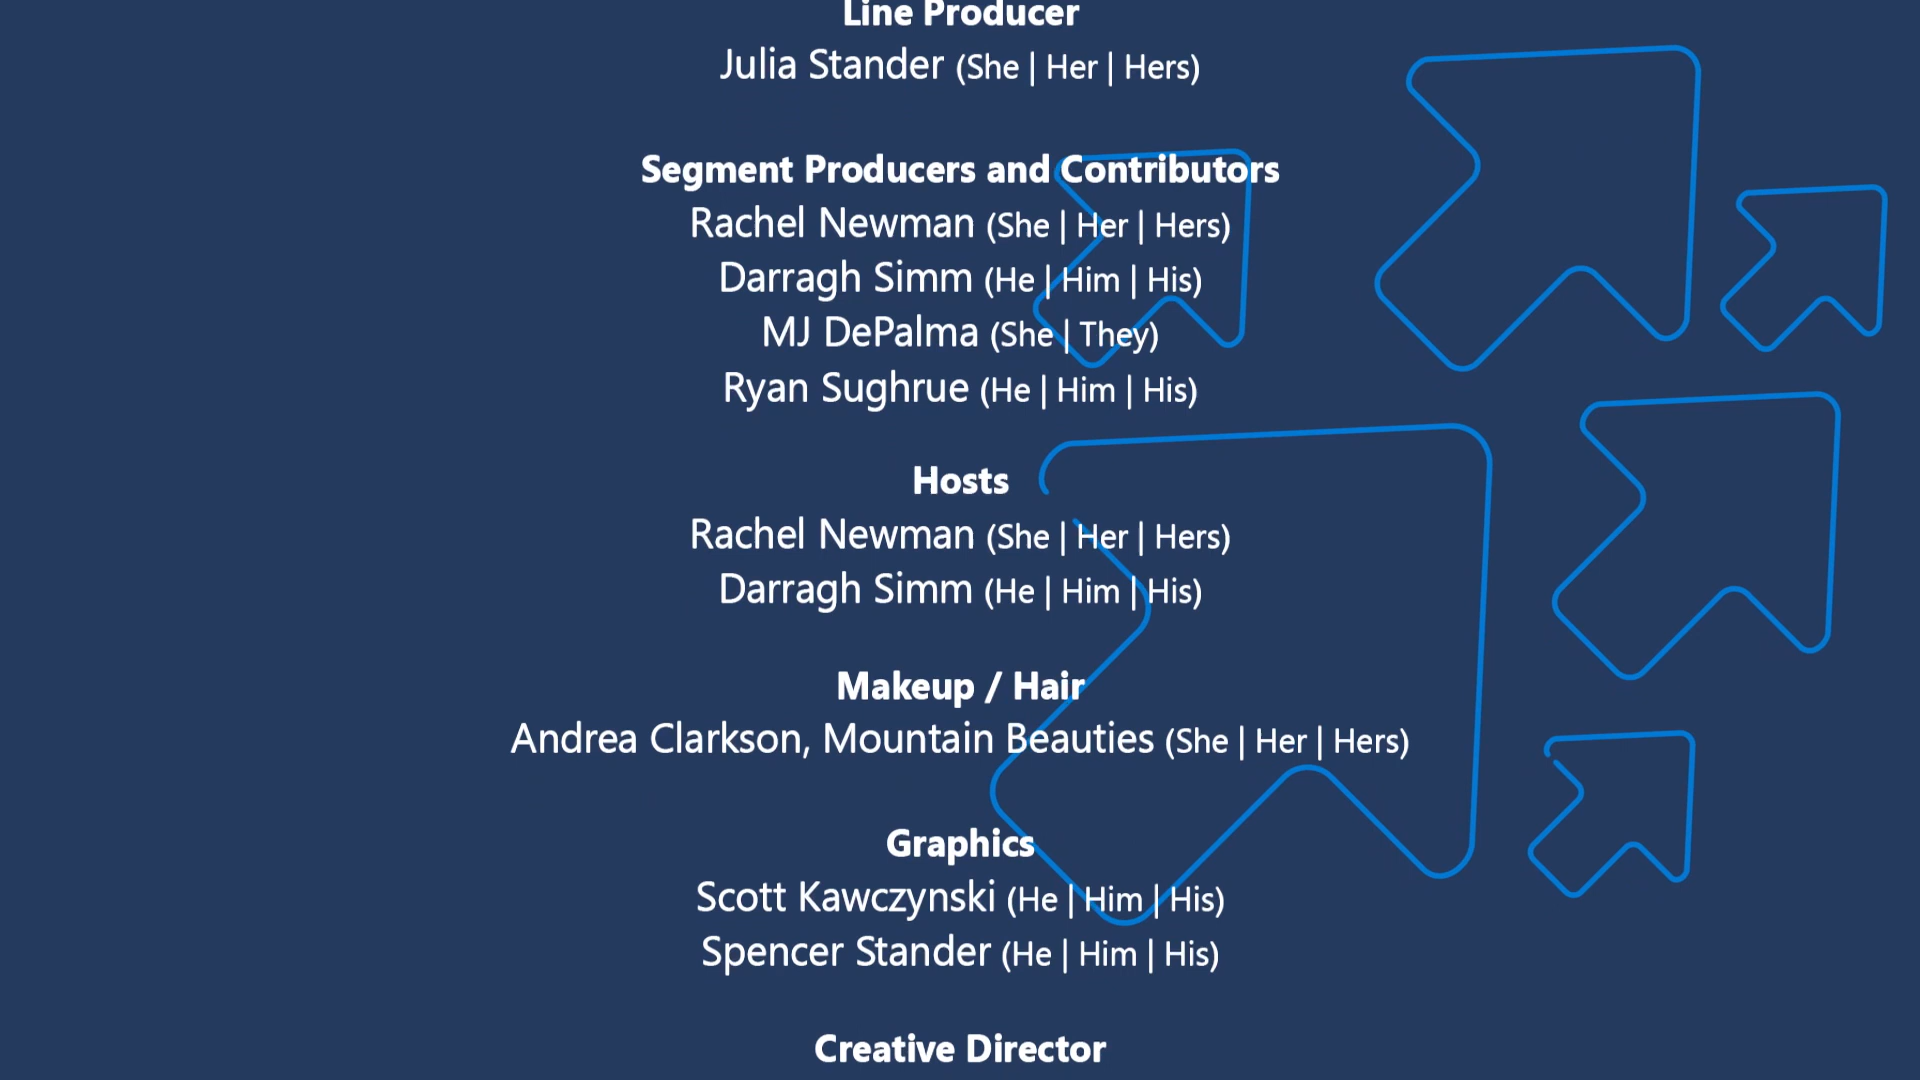 Line Producer
Julia Stander (She | Her | Hers)
Segment Producers and Contributors
Rachel Newman (She | Her | Hers)
Darragh Simm (He | Him | His)
MJ DePalma (She | They)
Ryan Sughrue (He | Him | His)
Hosts
Rachel Newman (She | Her | Hers)
Darragh Simm (He | Him | His)
Makeup / Hair
Andrea Clarkson, Mountain Beauties (She | Her | Hers)
Graphics
Scott Kawczynski (He | Him | His)
Spencer Stander (He | Him | His)
Creative Director